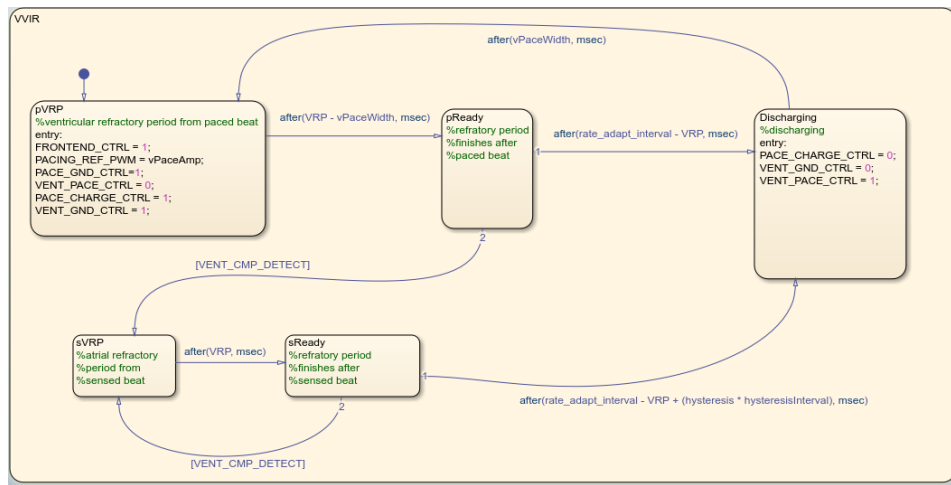 VVIR
after(vPaceWidth, msec)
pVRP
%ventricular refractory period from paced beat
entry:
FRONTEND_CTRL = 1;
PACING_REF_PWM = vPaceAmp;
PACE_GND_CTRL=1;
VENT_PACE_CTRL = 0;
PACE_CHARGE_CTRL = 1;
VENT_GND_CTRL = 1;
after(VRP - vPaceWidth, msec)
pReady
%refratory period
%finishes after
%paced beat
1
2
after(rate_adapt_interval - VRP, msec)
Discharging
%discharging
entry:
PACE_CHARGE_CTRL = 0;
VENT_GND_CTRL = 0;
VENT_PACE_CTRL = 1;
[VENT_CMP_DETECT]
sVRP
%atrial refractory
%period from
%sensed beat
after(VRP, msec)
sReady
%refratory period
%finishes after
%sensed beat
1
2
after(rate_adapt_interval - VRP + (hysteresis * hysteresisInterval), msec)
[VENT_CMP_DETECT]